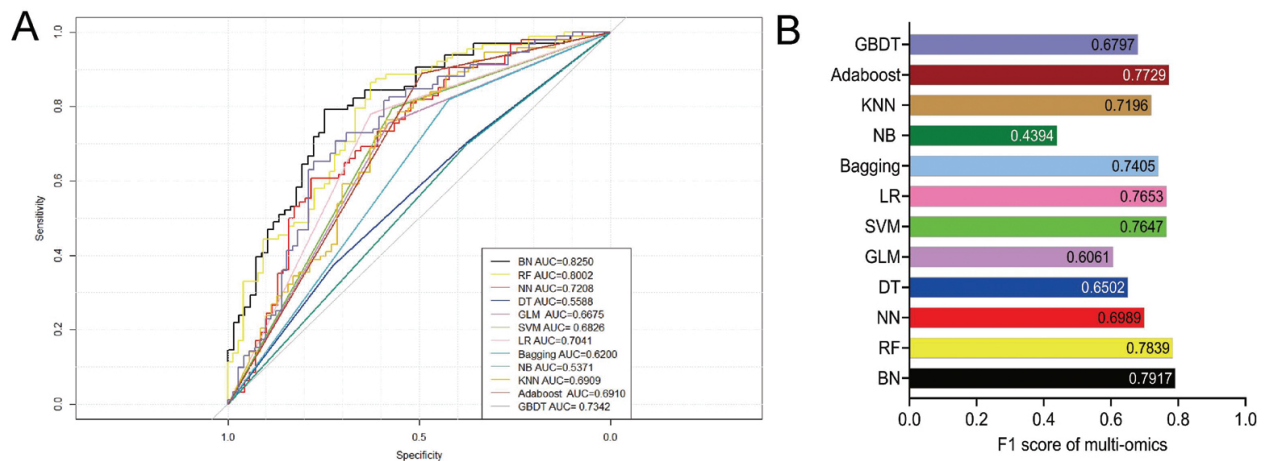 A
1.0
0.8
0.6
0.4
0.2
0.0
Sensitivity
1.0
0.5
0.0
Specificity
BN AUC=0.8250
RF AUC=0.8002
NN AUC=0.7208
DT AUC=0.5588
GLM AUC=0.6675
SVM AUC= 0.6826
LR AUC=0.7041
Bagging AUC=0.6200
NB AUC=0.5371
KNN AUC=0.6909
Adaboost AUC=0.6910
GBDT AUC= 0.7342
B
GBDT 0.6797
Adaboost 0.7729
KNN 0.7196
NB 0.4394
Bagging 0.7405
LR 0.7653
SVM 0.7647
GLM 0.6061
DT 0.6502
NN 0.6989
RF 0.7839
BN 0.7917
0.0 0.2 0.4 0.6 0.8 1.0
F1 score of multi-omics